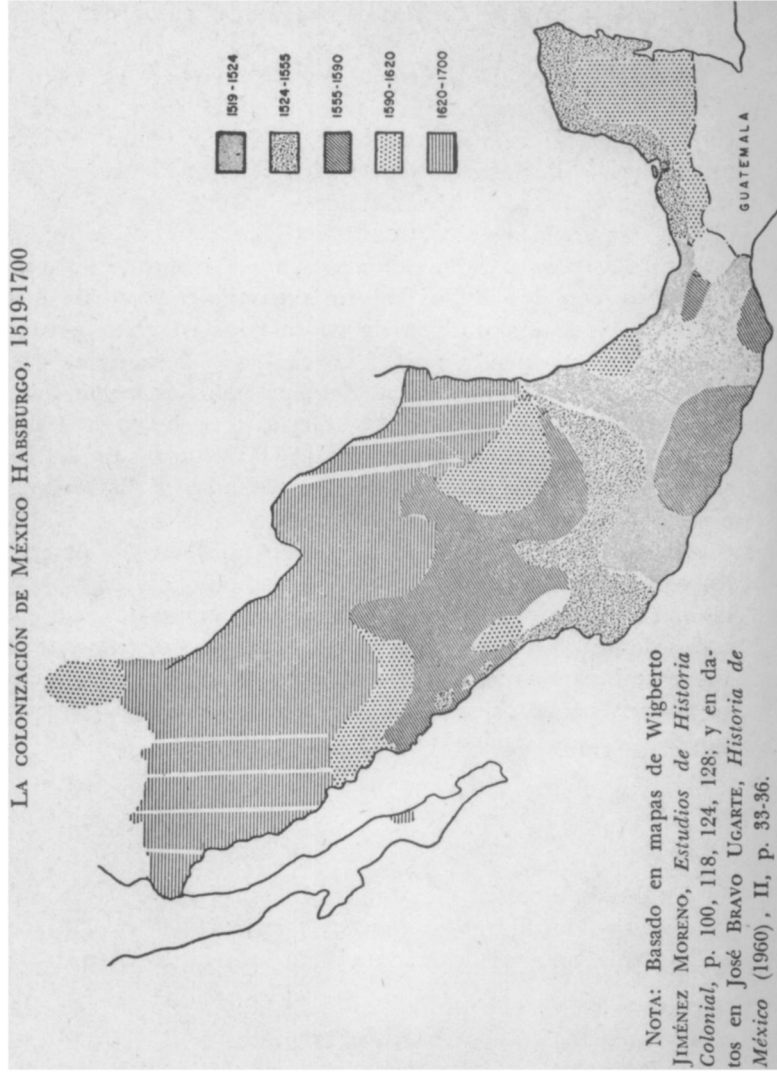 LA COLONIZACIÓN DE MÉXICO HABSBURGO, 1519-1700
1519-1524
1524-1555
1555-1590
1590-1620
1620-1700
GUATEMALA
NOTA: Basado en mapas de Wigberto
JIMÉNEZ MORENO, Estudios de Historia
Colonial, p. 100, 118, 124, 128; y en da-
tos en José BRAVO UGARTE, Historia de
México (1960), II, p. 33-36.